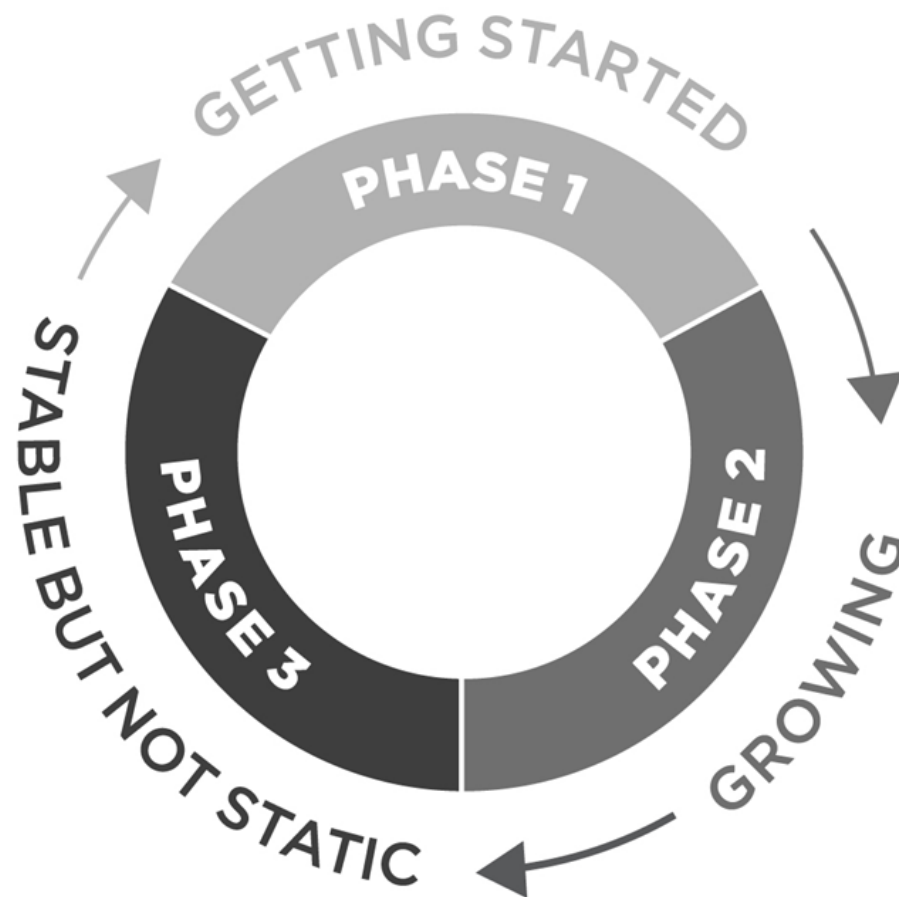 GETTING STARTED
PHASE 1
PHASE 2
GROWING
PHASE 3
STABLE BUT NOT STATIC